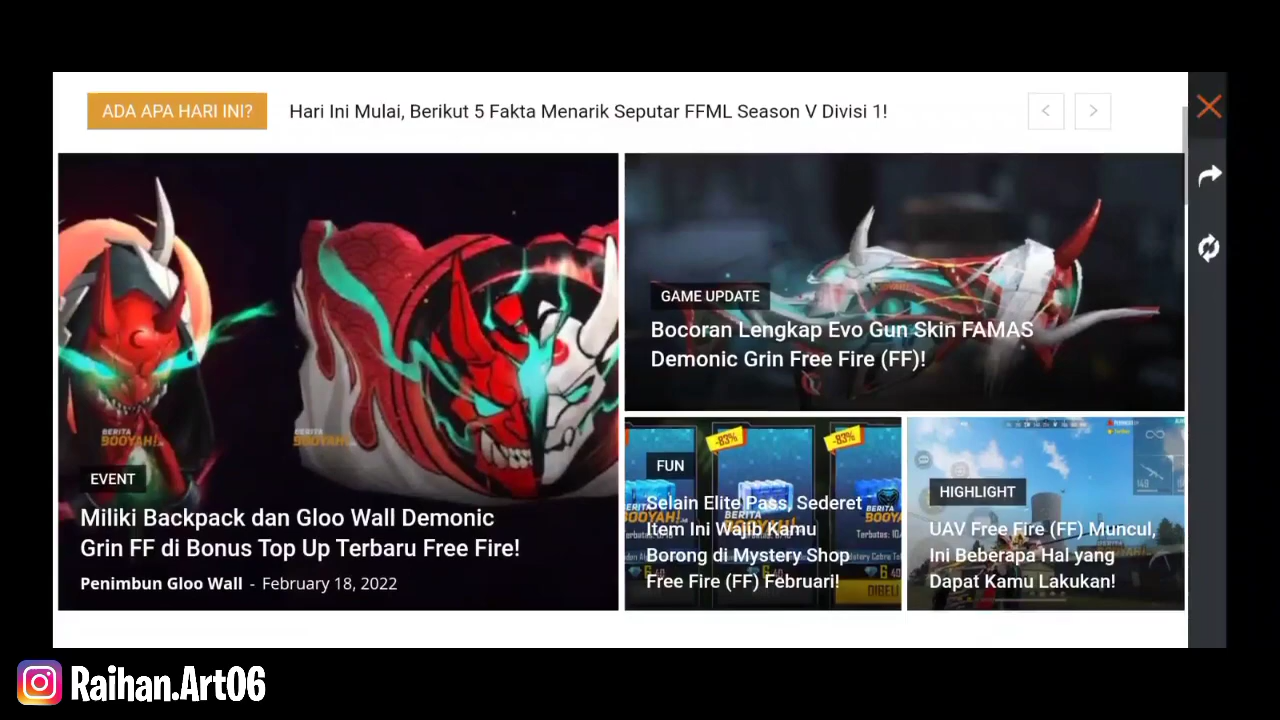 ADA APA HARI INI?
Hari Ini Mulai, Berikut 5 Fakta Menarik Seputar FFML Season V Divisi 1!
BERITA
BOOYAH!
BERITA
BOOYAH!
EVENT
Miliki Backpack dan Gloo Wall Demonic
Grin FF di Bonus Top Up Terbaru Free Fire!
Penimbun Gloo Wall - February 18, 2022
GAME UPDATE
Bocoran Lengkap Evo Gun Skin FAMAS
Demonic Grin Free Fire (FF)!
-83%
-83%
FUN
Selain Elite Pass, Sederet
Item Ini Wajib Kamu
Borong di Mystery Shop
Free Fire (FF) Februari!
HIGHLIGHT
UAV Free Fire (FF) Muncul,
Ini Beberapa Hal yang
Dapat Kamu Lakukan!
Raihan.Art06